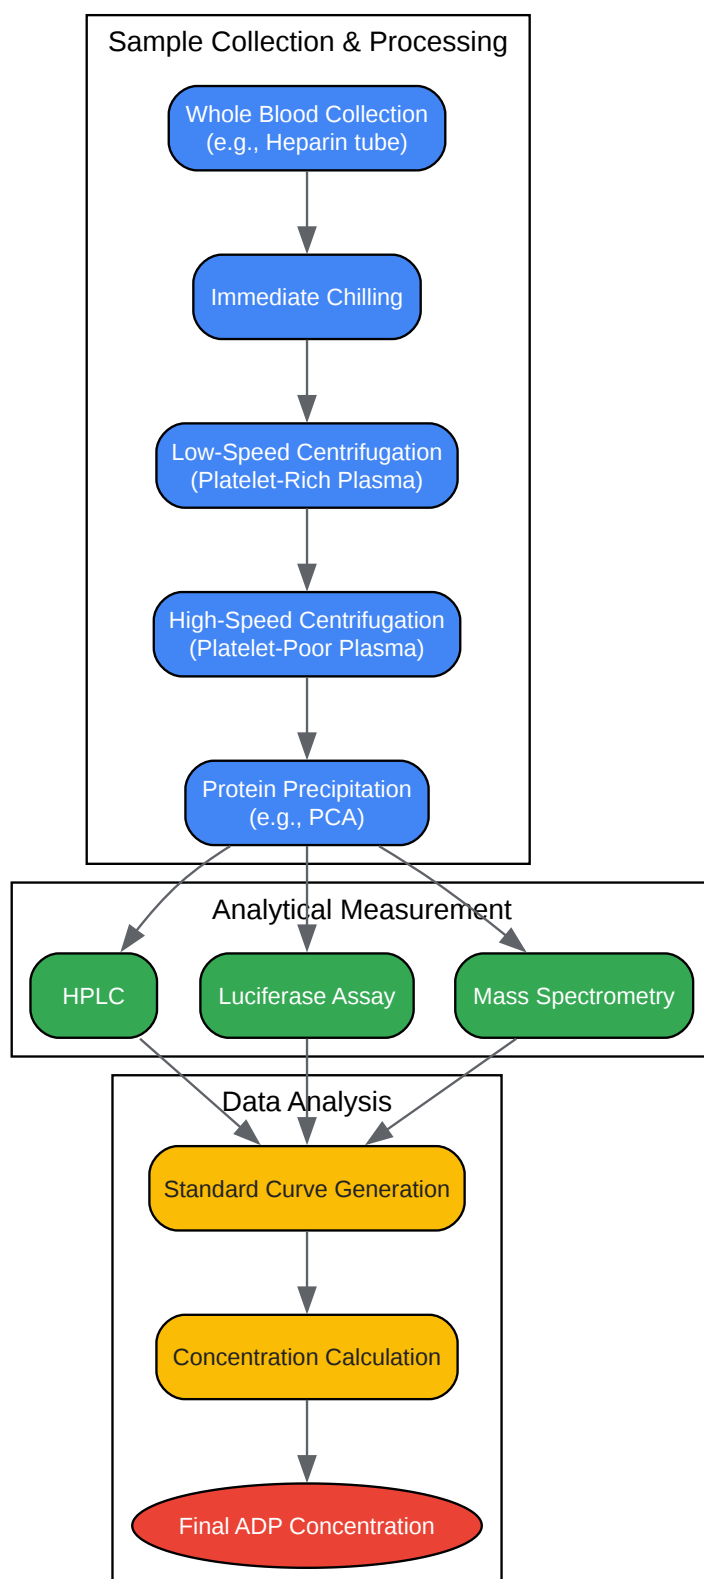 Sample Collection & Processing
Whole Blood Collection
(e.g., Heparin tube)
Immediate Chilling
Low-Speed Centrifugation
(Platelet-Rich Plasma)
High-Speed Centrifugation
(Platelet-Poor Plasma)
Protein Precipitation
(e.g., PCA)
Analytical Measurement
HPLC
Luciferase Assay
Mass Spectrometry
Data Analysis
Standard Curve Generation
Concentration Calculation
Final ADP Concentration